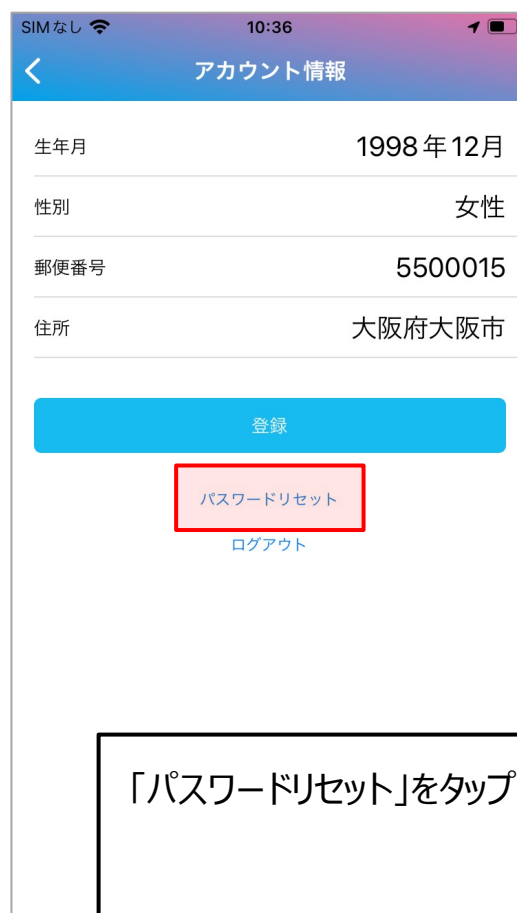 SIMなし 10:36
アカウント情報
生年月 1998年12月
性別 女性
郵便番号 5500015
住所 大阪府大阪市
登録
パスワードリセット
ログアウト
「パスワードリセット」をタップ